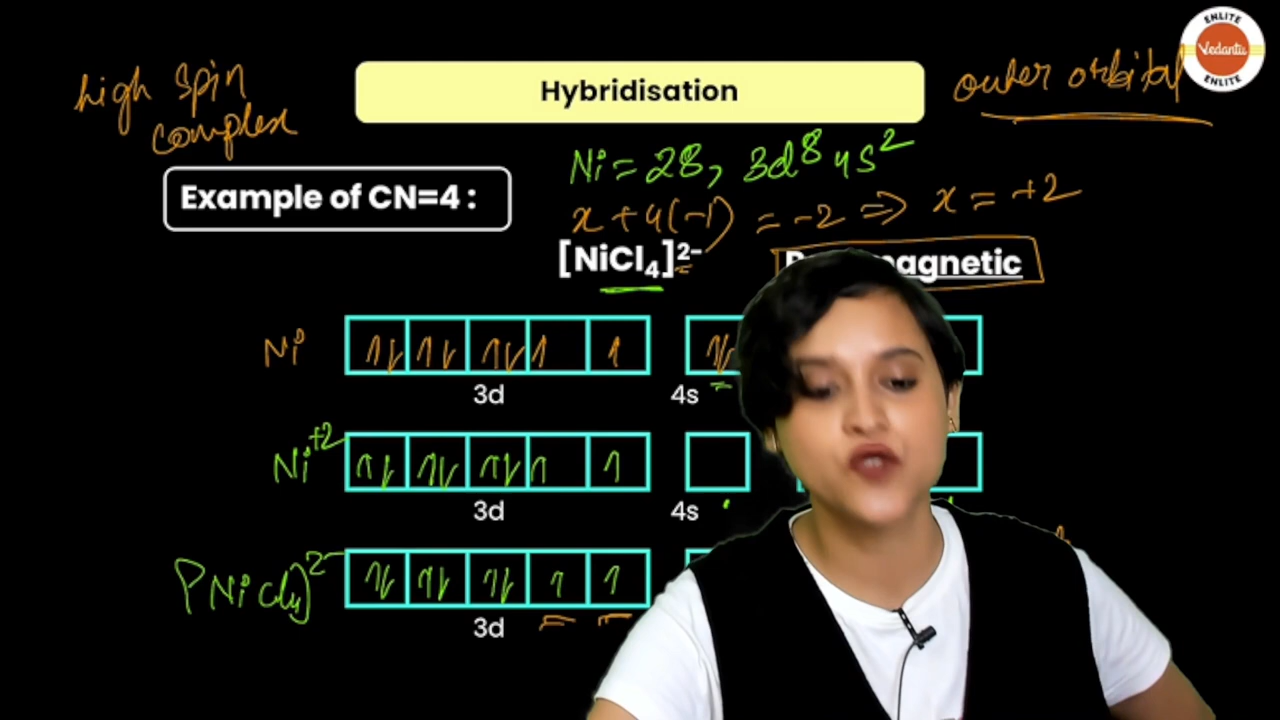 ENLITE
Vedantu
ENLITE
high spin
complex
Hybridisation
outer orbital
Ni = 28, 3d⁸ 4s²
Example of CN=4 :
x + 4(-1) = -2 ⇒ x = +2
[NiCl₄]²⁻
Ni
3d
4s
Ni⁺²
3d
4s
[NiCl₄]²⁻
3d